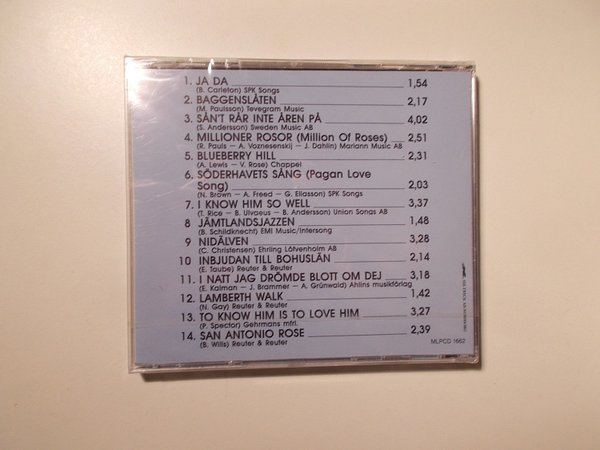 1. JA DA 1,54
(B. Carleton) SPK Songs
2. BAGGENSLÅTEN 2,17
(M. Paulsson) Tevegram Music
3. SÅN'T RÅR INTE ÅREN PÅ 4,02
(S. Andersson) Sweden Music AB
4. MILLIONER ROSOR (Million Of Roses) 2,51
(R. Pauls – A. Voznesenskij – J. Dahlin) Mariann Music AB
5. BLUEBERRY HILL 2,31
(A. Lewis – V. Rose) Chappel
6. SÖDERHAVETS SÅNG (Pagan Love
Song) 2,03
(N. Brown – A. Freed – G. Eliasson) SPK Songs
7. I KNOW HIM SO WELL 3,37
(T. Rice – B. Ulvaeus – B. Andersson) Union Songs AB
8 JÄMTLANDSJAZZEN 1,48
(B. Schildknecht) EMI Music/Intersong
9 NIDÄLVEN 3,28
(C. Christensen) Ehrling Löfvenholm AB
10 INBJUDAN TILL BOHUSLÄN 2,14
(E. Taube) Reuter & Reuter
11. I NATT JAG DRÖMDE BLOTT OM DEJ 3,18
(E. Kalman – J. Brammer – A. Grünwald) Ahlins musikförlag
12. LAMBERTH WALK 1,42
(N. Gay) Reuter & Reuter
13. TO KNOW HIM IS TO LOVE HIM 3,27
(P. Spector) Gehrmans mfrl.
14. SAN ANTONIO ROSE 2,39
(B. Wills) Reuter & Reuter
MLPCD 1662